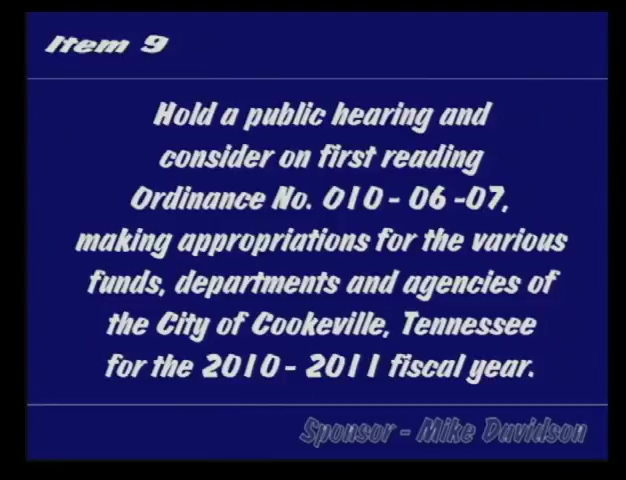 Item 9
Hold a public hearing and
consider on first reading
Ordinance No. 010 - 06 -07,
making appropriations for the various
funds, departments and agencies of
the City of Cookeville, Tennessee
for the 2010 - 2011 fiscal year.
Sponsor - Mike Davidson